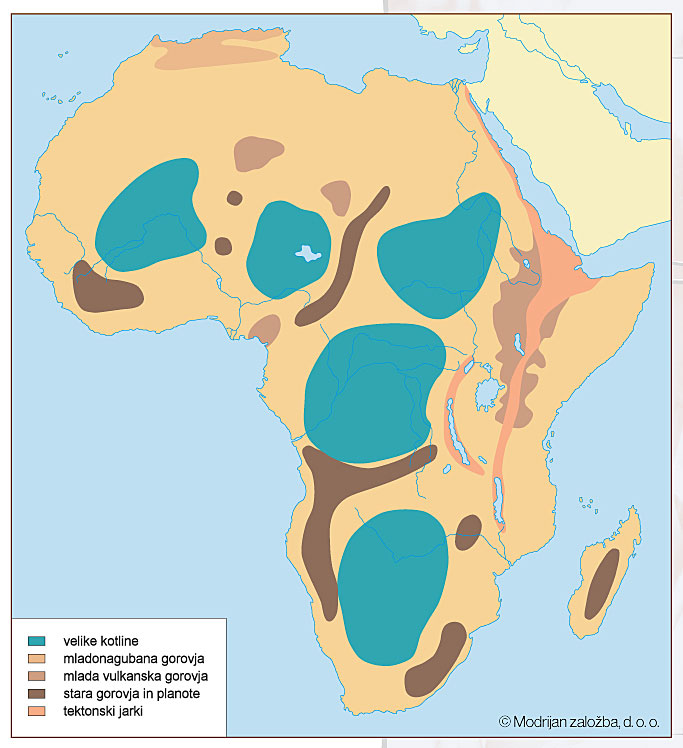 velike kotline
mladonagubana gorovja
mlada vulkanska gorovja
stara gorovja in planote
tektonski jarki
© Modrijan založba, d. o. o.